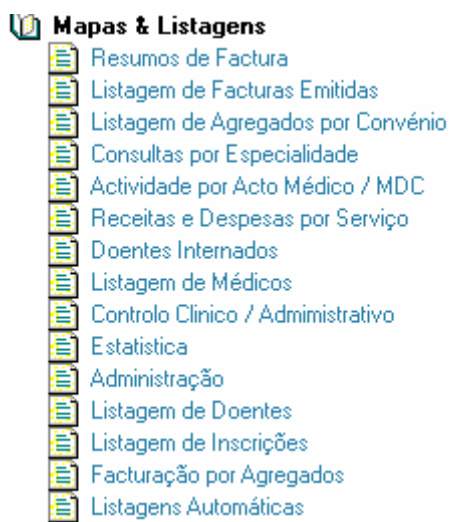 Mapas & Listagens
Resumos de Factura
Listagem de Facturas Emitidas
Listagem de Agregados por Convénio
Consultas por Especialidade
Actividade por Acto Médico / MDC
Receitas e Despesas por Serviço
Doentes Internados
Listagem de Médicos
Controlo Clinico / Admimistrativo
Estatistica
Administração
Listagem de Doentes
Listagem de Inscrições
Facturação por Agregados
Listagens Automáticas